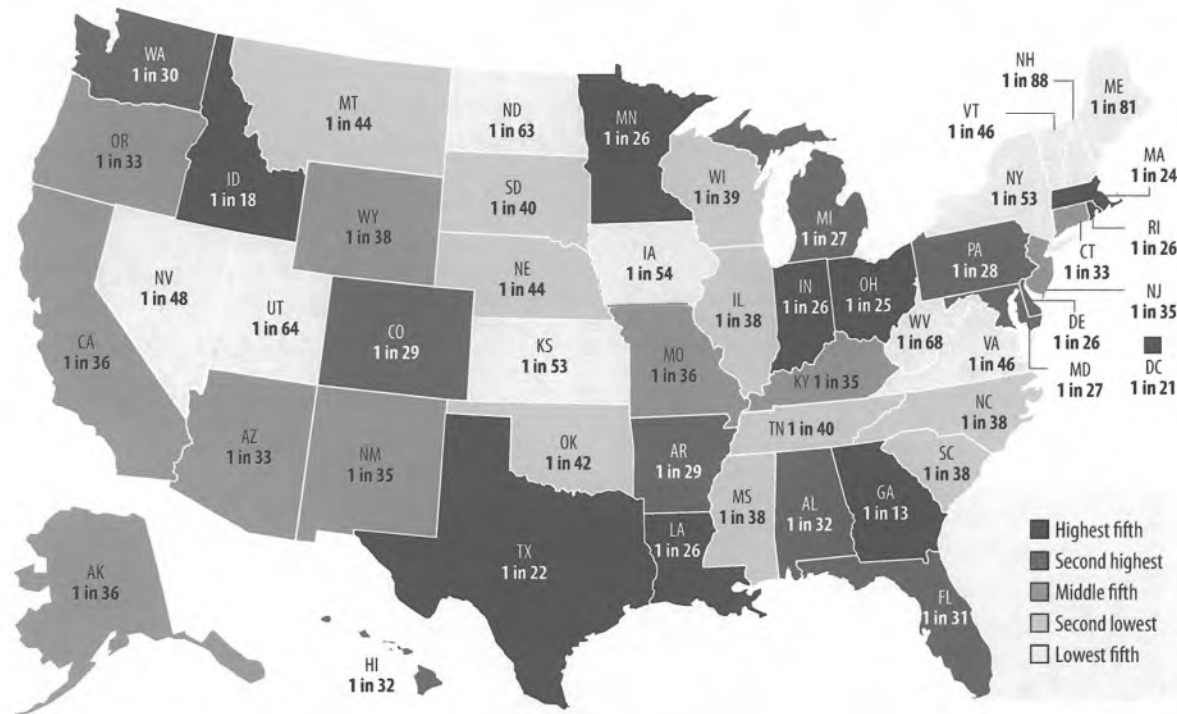 WA
1 in 30
MT
1 in 44
ND
1 in 63
MN
1 in 26
NH
1 in 88
ME
1 in 81
VT
1 in 46
OR
1 in 33
ID
1 in 18
SD
1 in 40
WI
1 in 39
NY
1 in 53
MA
1 in 24
WY
1 in 38
MI
1 in 27
RI
1 in 26
CT
1 in 33
NV
1 in 48
UT
1 in 64
NE
1 in 44
IA
1 in 54
PA
1 in 28
NJ
1 in 35
CO
1 in 29
IL
1 in 38
IN
1 in 26
OH
1 in 25
WV
1 in 68
VA
1 in 46
DE
1 in 26
CA
1 in 36
KS
1 in 53
MO
1 in 36
KY 1 in 35
MD
1 in 27
DC
1 in 21
AZ
1 in 33
NM
1 in 35
OK
1 in 42
AR
1 in 29
TN 1 in 40
NC
1 in 38
SC
1 in 38
MS
1 in 38
AL
1 in 32
GA
1 in 13
TX
1 in 22
LA
1 in 26
FL
1 in 31
AK
1 in 36
HI
1 in 32
Highest fifth
Second highest
Middle fifth
Second lowest
Lowest fifth